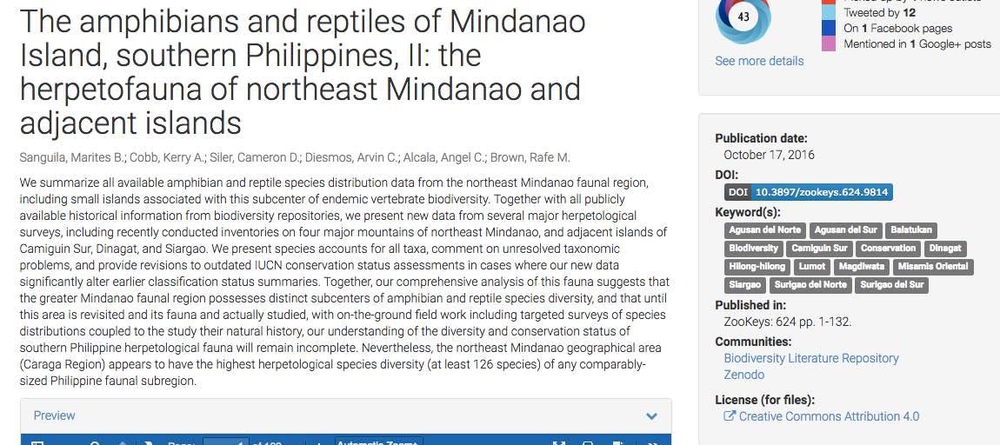 The amphibians and reptiles of Mindanao
Island, southern Philippines, II: the
herpetofauna of northeast Mindanao and
adjacent islands
Sanguila, Marites B.; Cobb, Kerry A.; Siler, Cameron D.; Diesmos, Arvin C.; Alcala, Angel C.; Brown, Rafe M.
We summarize all available amphibian and reptile species distribution data from the northeast Mindanao faunal region,
including small islands associated with this subcenter of endemic vertebrate biodiversity. Together with all publicly
available historical information from biodiversity repositories, we present new data from several major herpetological
surveys, including recently conducted inventories on four major mountains of northeast Mindanao, and adjacent islands of
Camiguin Sur, Dinagat, and Siargao. We present species accounts for all taxa, comment on unresolved taxonomic
problems, and provide revisions to outdated IUCN conservation status assessments in cases where our new data
significantly alter earlier classification status summaries. Together, our comprehensive analysis of this fauna suggests that
the greater Mindanao faunal region possesses distinct subcenters of amphibian and reptile species diversity, and that until
this area is revisited and its fauna and actually studied, with on-the-ground field work including targeted surveys of species
distributions coupled to the study their natural history, our understanding of the diversity and conservation status of
southern Philippine herpetological fauna will remain incomplete. Nevertheless, the northeast Mindanao geographical area
(Caraga Region) appears to have the highest herpetological species diversity (at least 126 species) of any comparably-
sized Philippine faunal subregion.
Preview
43
See more details
Tweeted by 12
On 1 Facebook pages
Mentioned in 1 Google+ posts
Publication date:
October 17, 2016
DOI:
DOI 10.3897/zookeys.624.9814
Keyword(s):
Agusan del Norte Agusan del Sur Balatukan
Biodiversity Camiguin Sur Conservation Dinagat
Hilong-hilong Lumot Magdiwata Misamis Oriental
Siargao Surigao del Norte Surigao del Sur
Published in:
ZooKeys: 624 pp. 1-132.
Communities:
Biodiversity Literature Repository
Zenodo
License (for files):
Creative Commons Attribution 4.0